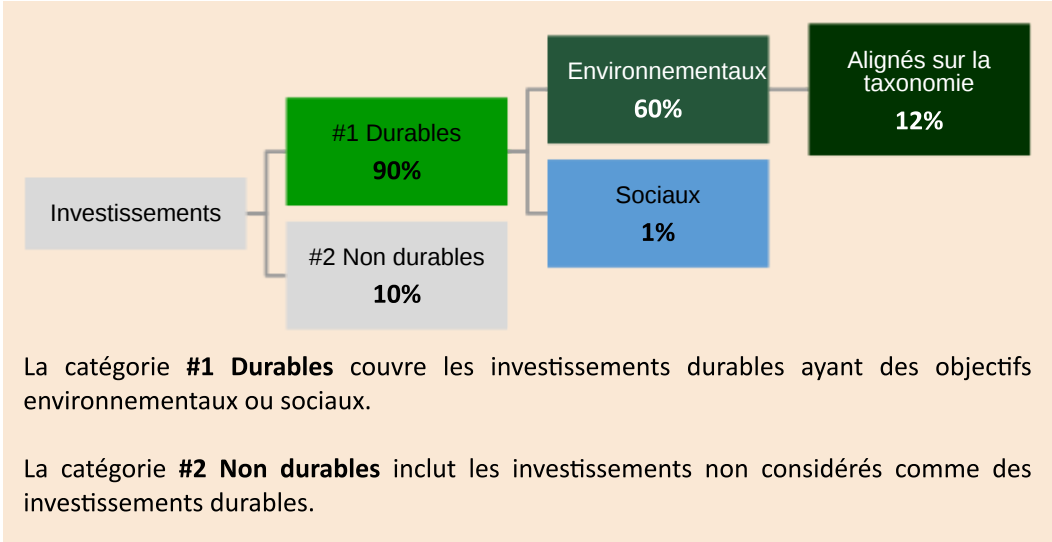 Investissements
#1 Durables
90%
#2 Non durables
10%
Environnementaux
60%
Sociaux
1%
Alignés sur la
taxonomie
12%
La catégorie #1 Durables couvre les investissements durables ayant des objectifs
environnementaux ou sociaux.
La catégorie #2 Non durables inclut les investissements non considérés comme des
investissements durables.